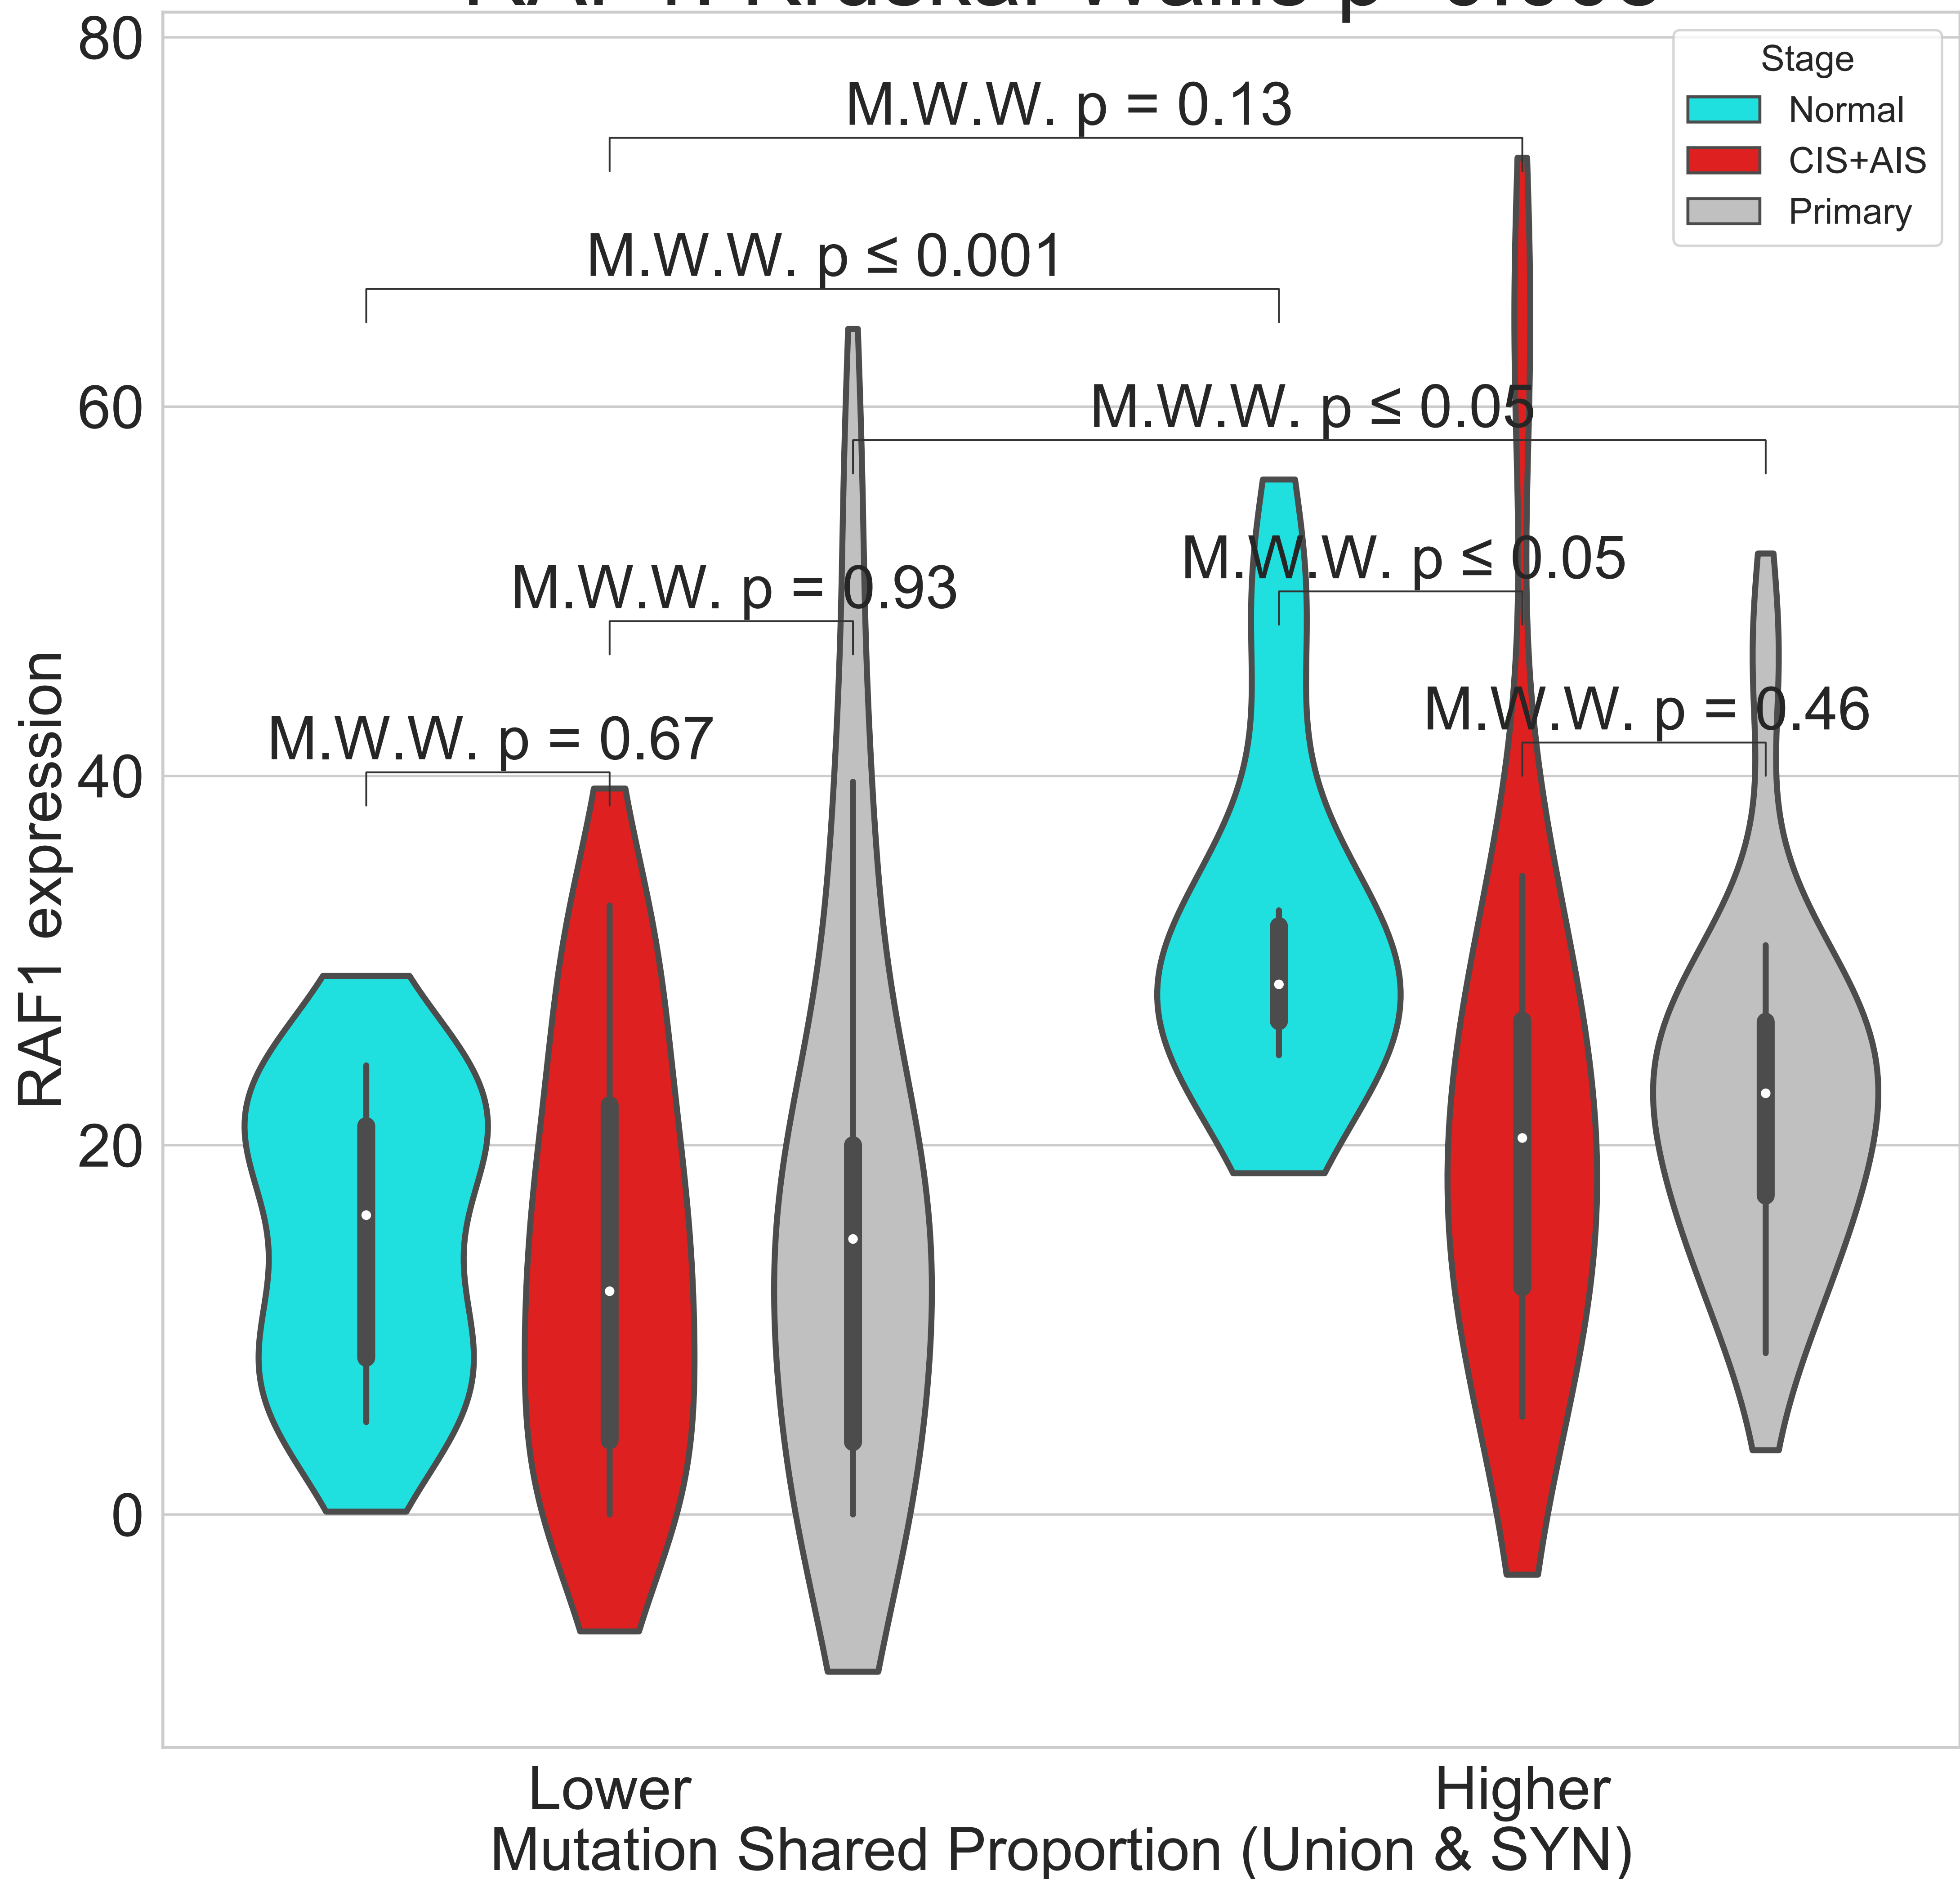 80
60
40
20
0
RAF1 expression
Stage
Normal
CIS+AIS
Primary
M.W.W. p = 0.13
M.W.W. p ≤ 0.001
M.W.W. p ≤ 0.05
M.W.W. p = 0.93
M.W.W. p ≤ 0.05
M.W.W. p = 0.67
M.W.W. p = 0.46
Lower
Higher
Mutation Shared Proportion (Union & SYN)